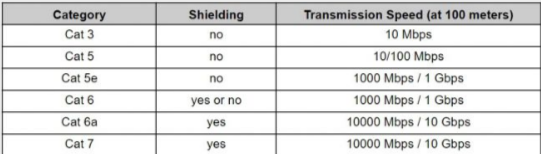 Category Shielding Transmission Speed (at 100 meters)
Cat 3 no 10 Mbps
Cat 5 no 10/100 Mbps
Cat 5e no 1000 Mbps / 1 Gbps
Cat 6 yes or no 1000 Mbps / 1 Gbps
Cat 6a yes 10000 Mbps / 10 Gbps
Cat 7 yes 10000 Mbps / 10 Gbps